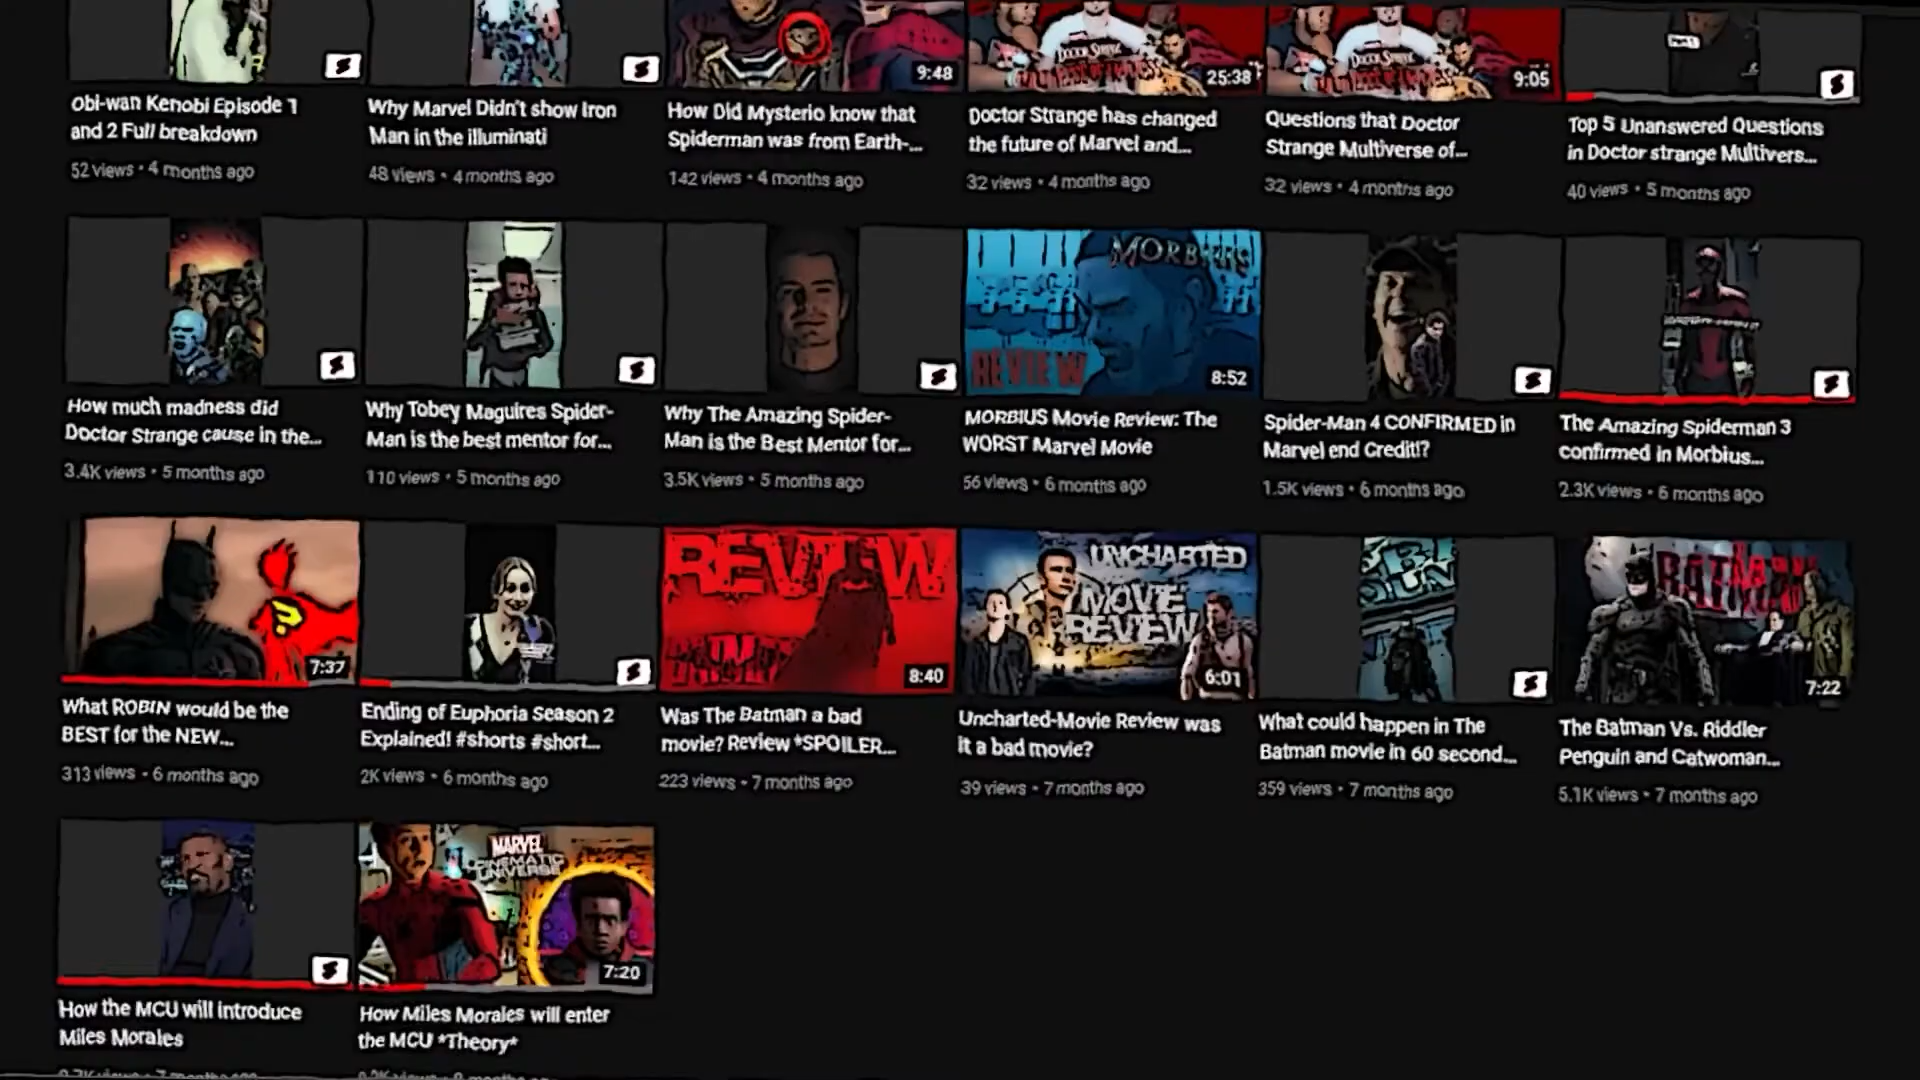 9:48
25:38
9:05
Obi-wan Kenobi Episode 1
and 2 Full breakdown
52 views • 4 months ago
Why Marvel Didn't show Iron
Man in the illuminati
48 views • 4 months ago
How Did Mysterio know that
Spiderman was from Earth-...
142 views • 4 months ago
DOCTOR STRANGE
Doctor Strange has changed
the future of Marvel and...
32 views • 4 months ago
DOCTOR STRANGE
Questions that Doctor
Strange Multiverse of...
32 views • 4 months ago
Top 5 Unanswered Questions
in Doctor strange Multivers...
40 views • 5 months ago
How much madness did
Doctor Strange cause in the...
3.4K views • 5 months ago
Why Tobey Maguires Spider-
Man is the best mentor for...
110 views • 5 months ago
Why The Amazing Spider-
Man is the Best Mentor for...
3.5K views • 5 months ago
MORBIUS
REVIEW
8:52
MORBIUS Movie Review: The
WORST Marvel Movie
56 views • 6 months ago
Spider-Man 4 CONFIRMED in
Marvel end Credit!?
1.5K views • 6 months ago
The Amazing Spiderman 3
confirmed in Morbius...
2.3K views • 6 months ago
7:37
What ROBIN would be the
BEST for the NEW...
313 views • 6 months ago
Ending of Euphoria Season 2
Explained! #shorts #short...
2K views • 6 months ago
REVIEW
8:40
Was The Batman a bad
movie? Review *SPOILER...
223 views • 7 months ago
UNCHARTED
MOVIE
REVIEW
6:01
Uncharted-Movie Review was
it a bad movie?
39 views • 7 months ago
What could happen in The
Batman movie in 60 second...
359 views • 7 months ago
BATMAN
7:22
The Batman Vs. Riddler
Penguin and Catwoman...
5.1K views • 7 months ago
How the MCU will introduce
Miles Morales
MARVEL
CINEMATIC
UNIVERSE
7:20
How Miles Morales will enter
the MCU *Theory*